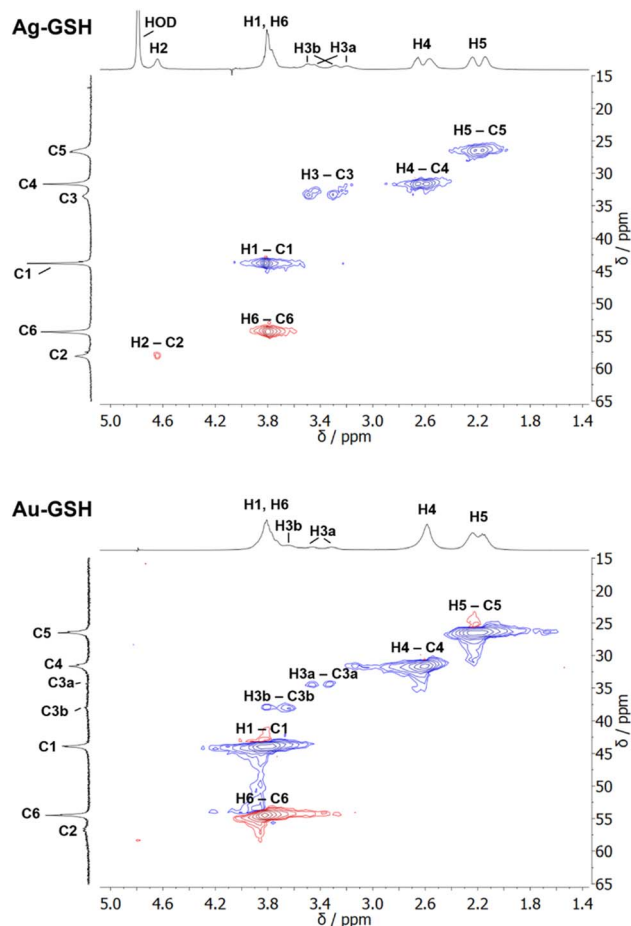 Ag-GSH
HOD
H2
H1, H6
H3b
H3a
H4
H5
15
20
25
30
35
40
45
50
55
60
65
δ / ppm
C5
C4
C3
C1
C6
C2
H5 – C5
H4 – C4
H3 – C3
H1 – C1
H6 – C6
H2 – C2
5.0
4.6
4.2
3.8
3.4
3.0
2.6
2.2
1.8
1.4
δ / ppm
Au-GSH
H1, H6
H3b
H3a
H4
H5
15
20
25
30
35
40
45
50
55
60
65
δ / ppm
C5
C4
C3a
C3b
C1
C6
C2
H5 – C5
H4 – C4
H3a – C3a
H3b – C3b
H1 – C1
H6 – C6
5.0
4.6
4.2
3.8
3.4
3.0
2.6
2.2
1.8
1.4
δ / ppm